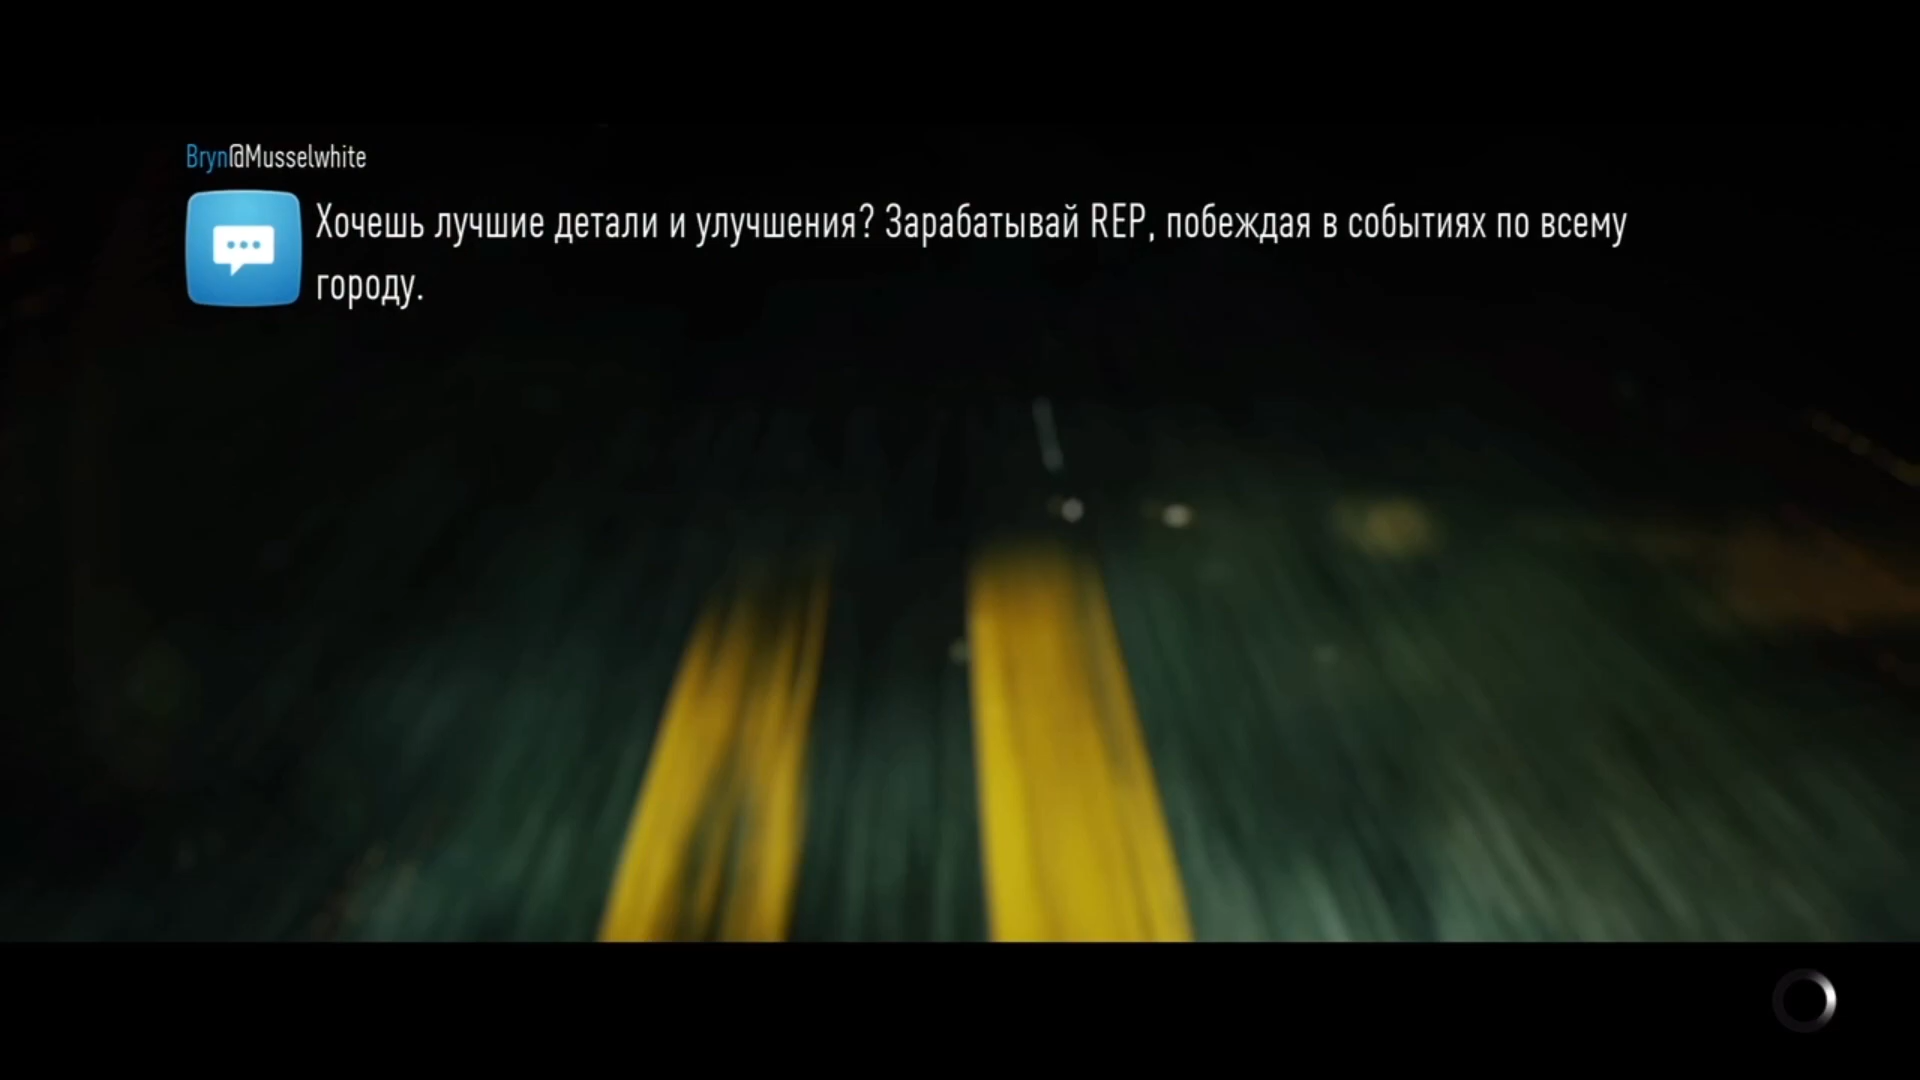 Bryn@Musselwhite
Хочешь лучшие детали и улучшения? Зарабатывай REP, побеждая в событиях по всему
городу.